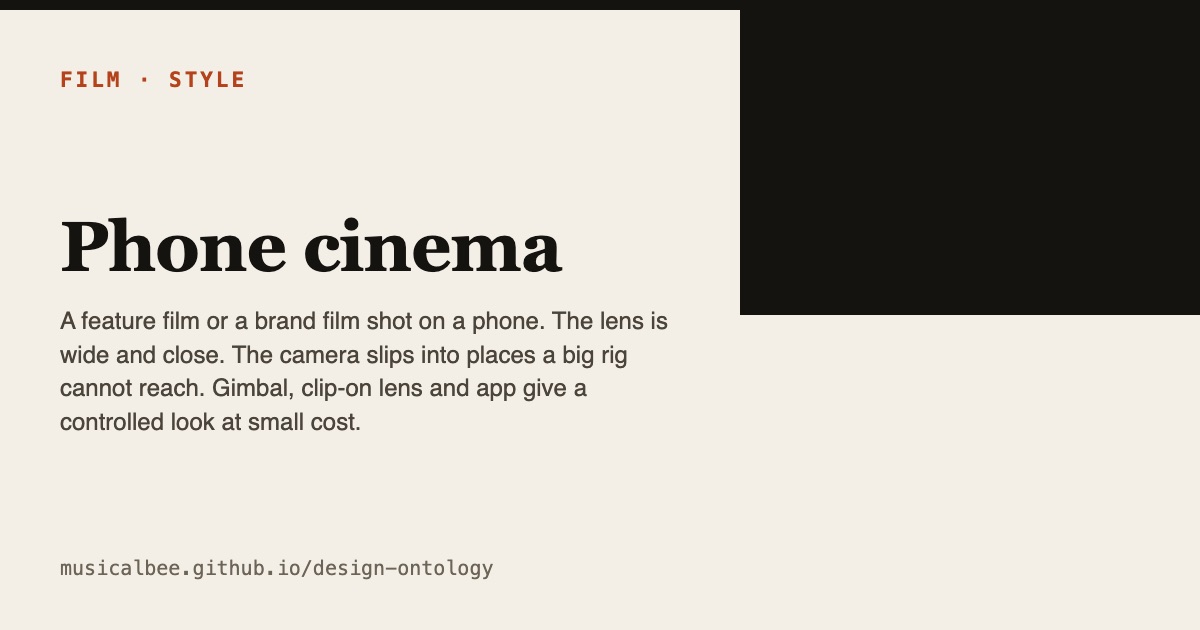 FILM · STYLE
Phone cinema
A feature film or a brand film shot on a phone. The lens is
wide and close. The camera slips into places a big rig
cannot reach. Gimbal, clip-on lens and app give a
controlled look at small cost.
musicalbee.github.io/design-ontology